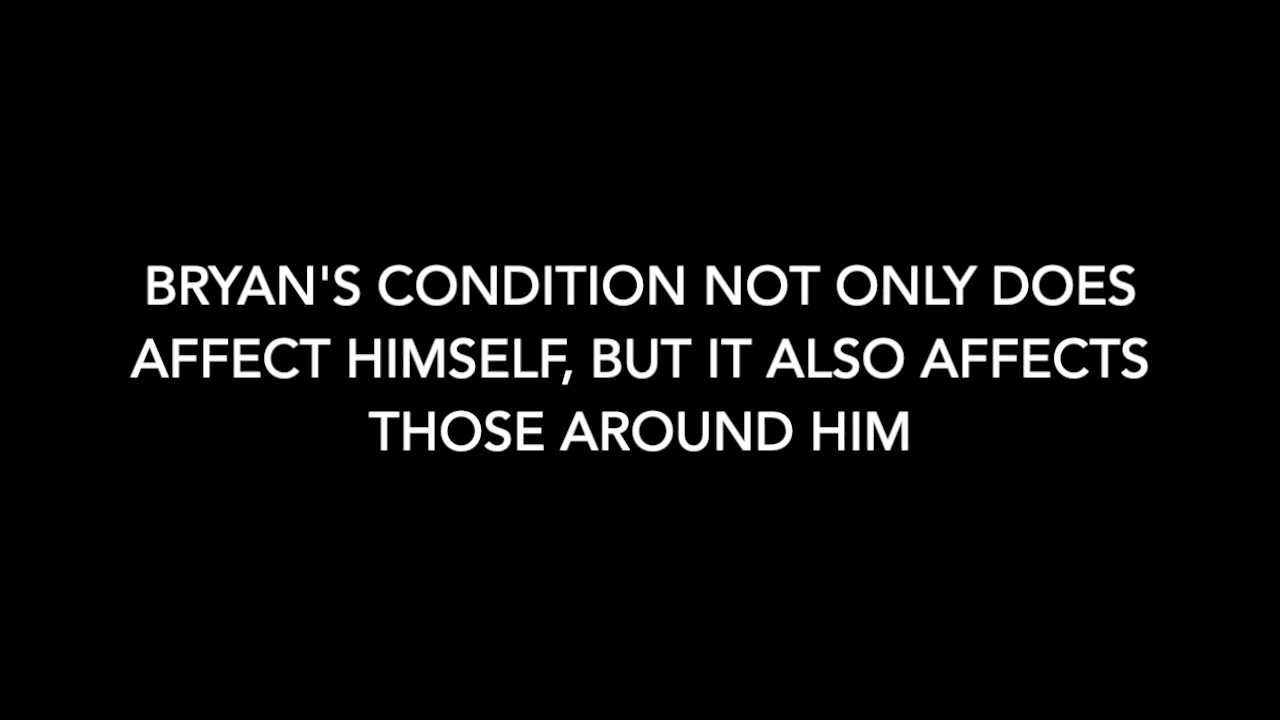 BRYAN'S CONDITION NOT ONLY DOES
AFFECT HIMSELF, BUT IT ALSO AFFECTS
THOSE AROUND HIM